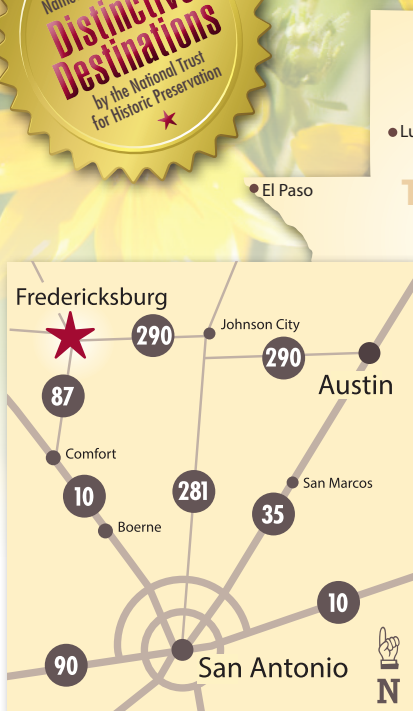 Distinctive
Destinations
by the National Trust
for Historic Preservation
El Paso
Fredericksburg
290
Johnson City
290
Austin
87
Comfort
10
281
San Marcos
35
Boerne
10
90
San Antonio
N